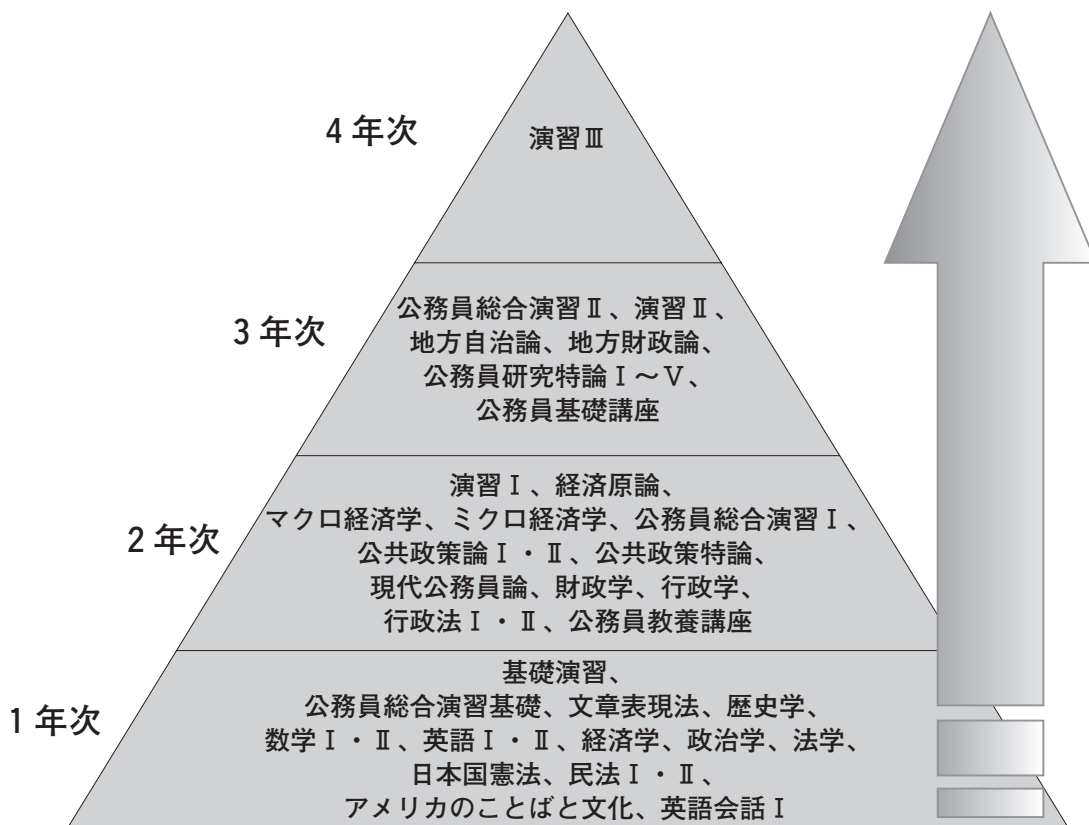 4年次
演習Ⅲ
3年次
公務員総合演習Ⅱ、演習Ⅱ、
地方自治論、地方財政論、
公務員研究特論Ⅰ～Ⅴ、
公務員基礎講座
2年次
演習Ⅰ、経済原論、
マクロ経済学、ミクロ経済学、公務員総合演習Ⅰ、
公共政策論Ⅰ・Ⅱ、公共政策特論、
現代公務員論、財政学、行政学、
行政法Ⅰ・Ⅱ、公務員教養講座
1年次
基礎演習、
公務員総合演習基礎、文章表現法、歴史学、
数学Ⅰ・Ⅱ、英語Ⅰ・Ⅱ、経済学、政治学、法学、
日本国憲法、民法Ⅰ・Ⅱ、
アメリカのことばと文化、英語会話Ⅰ